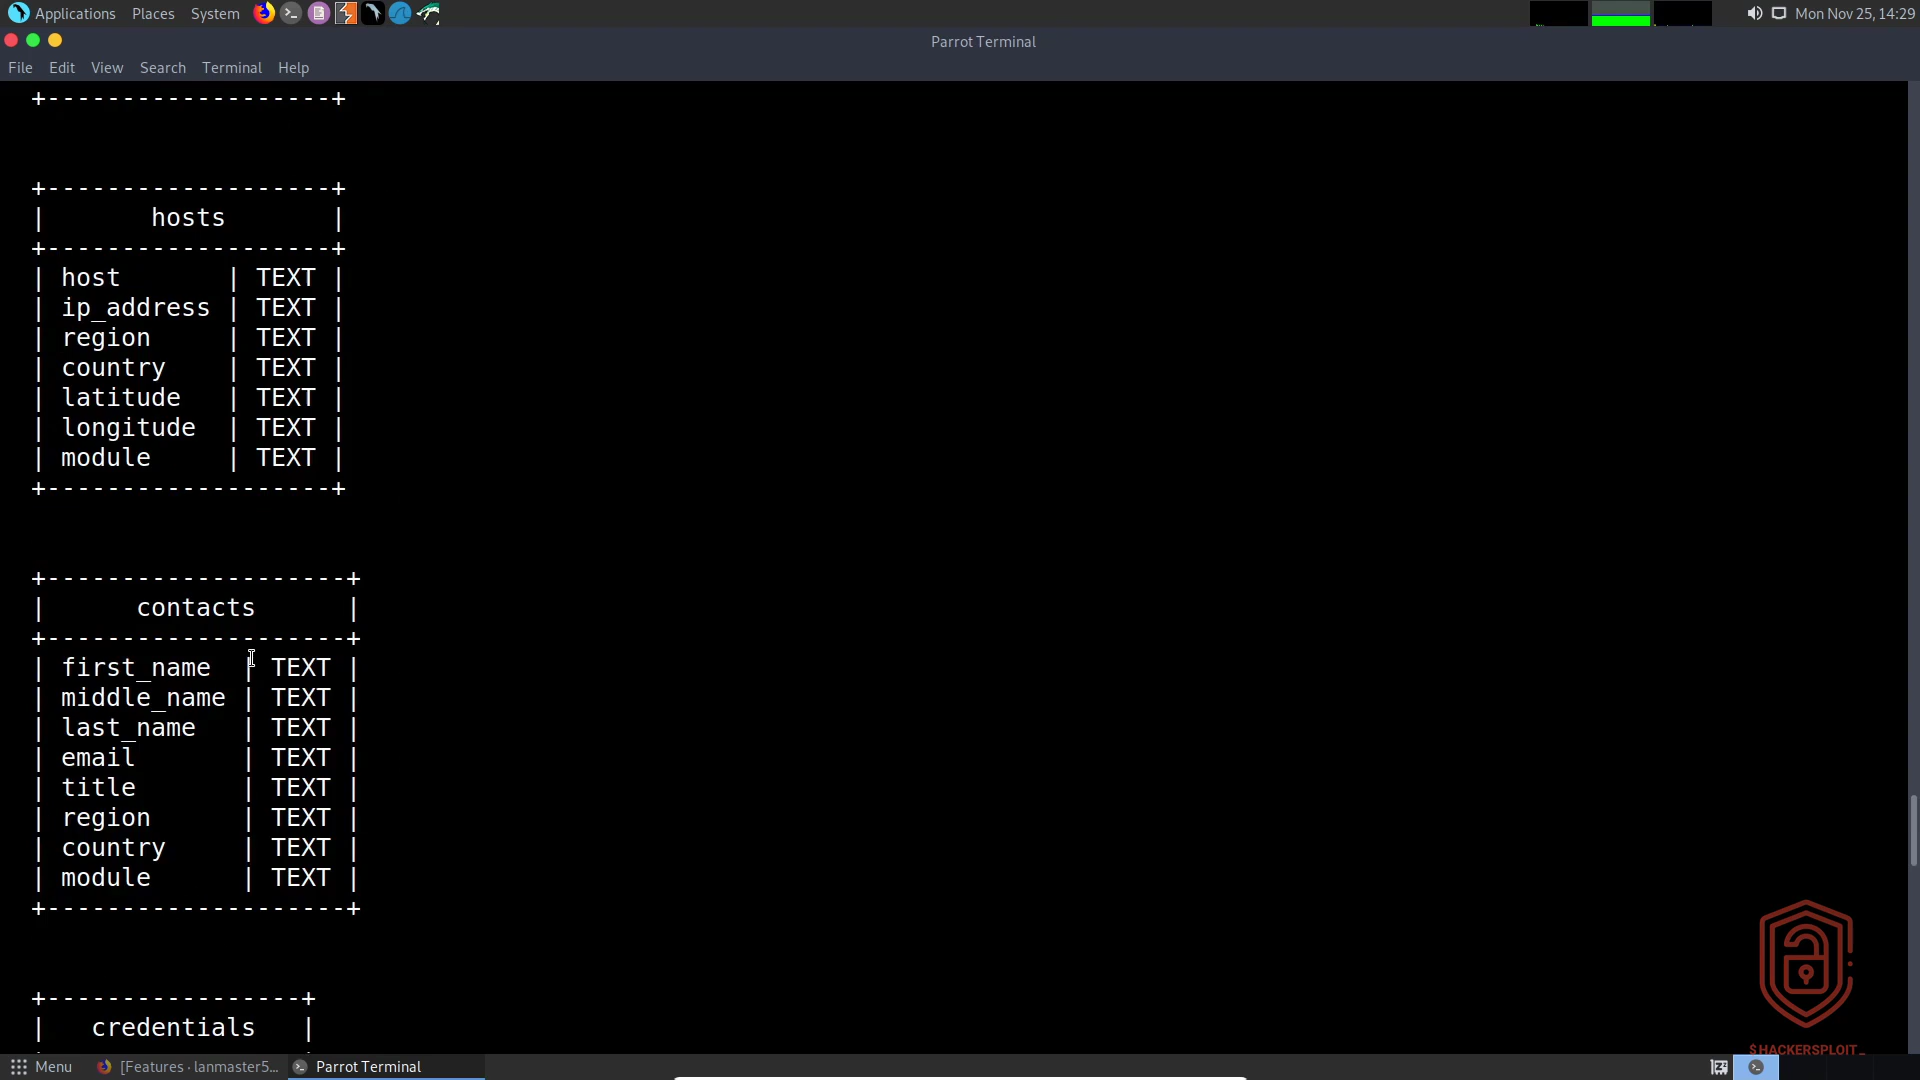 Applications Places System Mon Nov 25, 14:29
Parrot Terminal
File Edit View Search Terminal Help
+-------------------+
+-------------------+
| hosts |
+-------------------+
| host | TEXT |
| ip_address | TEXT |
| region | TEXT |
| country | TEXT |
| latitude | TEXT |
| longitude | TEXT |
| module | TEXT |
+-------------------+
+--------------------+
| contacts |
+--------------------+
| first_name | TEXT |
| middle_name | TEXT |
| last_name | TEXT |
| email | TEXT |
| title | TEXT |
| region | TEXT |
| country | TEXT |
| module | TEXT |
+--------------------+
+-----------------+
| credentials |
$HACKERSPLOIT_
Menu [Features · lanmaster5... Parrot Terminal